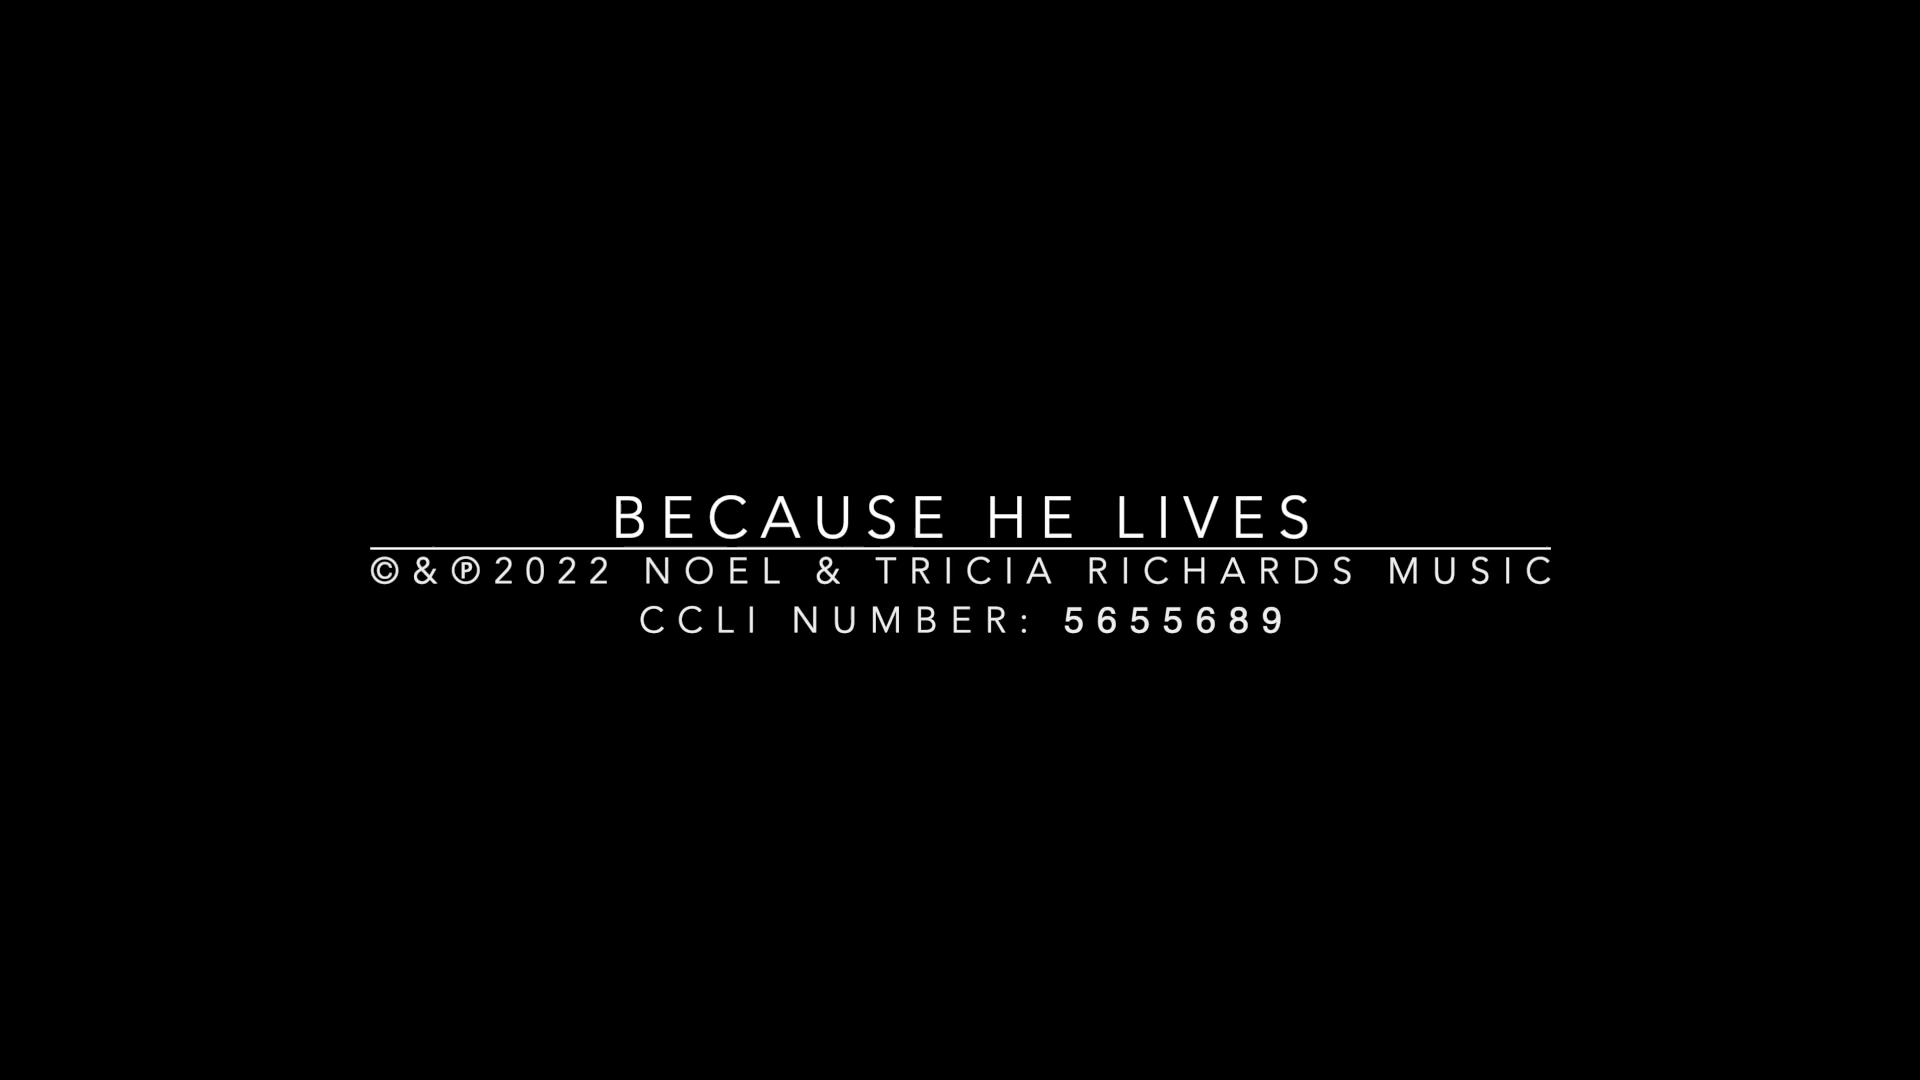 BECAUSE HE LIVES
©&℗2022 NOEL & TRICIA RICHARDS MUSIC
CCLI NUMBER: 5655689